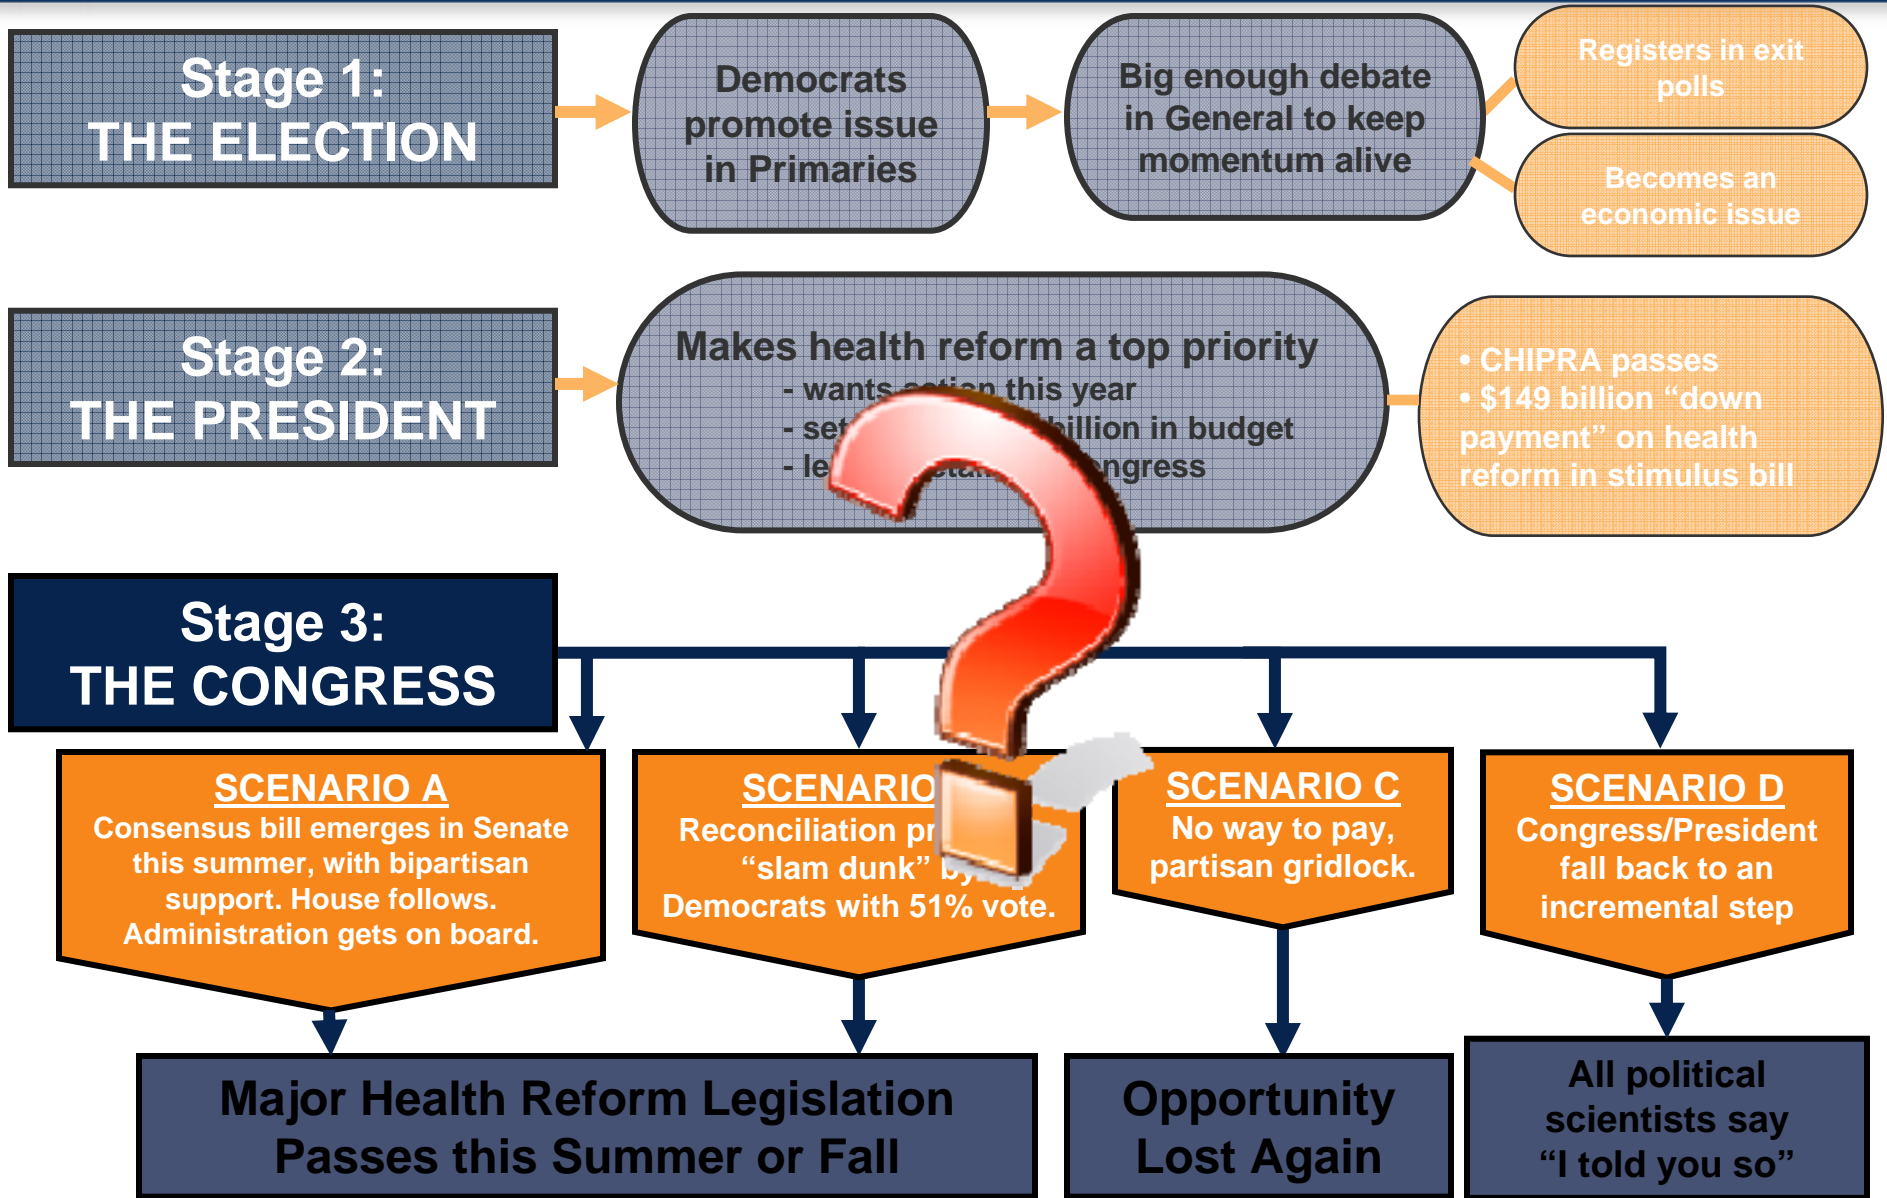 Stage 1:
THE ELECTION
Democrats
promote issue
in Primaries
Big enough debate
in General to keep
momentum alive
Registers in exit
polls
Becomes an
economic issue
Stage 2:
THE PRESIDENT
Makes health reform a top priority
- wants action this year
- billion in budget
-
• CHIPRA passes
• $149 billion “down
payment” on health
reform in stimulus bill
Stage 3:
THE CONGRESS
SCENARIO A
Consensus bill emerges in Senate
this summer, with bipartisan
support. House follows.
Administration gets on board.
SCENARIO
Reconciliation
“slam dunk”
Democrats with 51% vote.
SCENARIO C
No way to pay,
partisan gridlock.
SCENARIO D
Congress/President
fall back to an
incremental step
Major Health Reform Legislation
Passes this Summer or Fall
Opportunity
Lost Again
All political
scientists say
“I told you so”